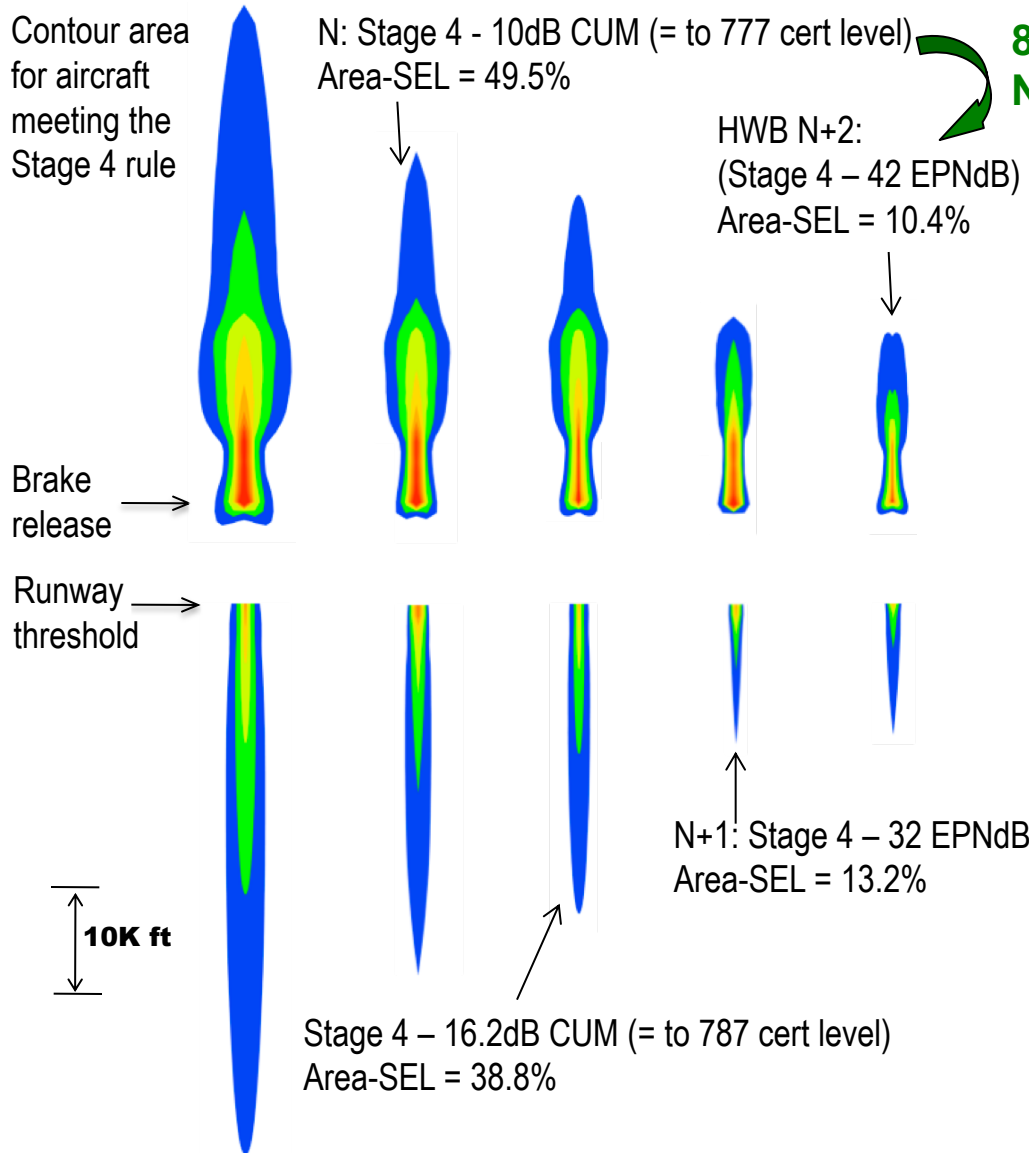 Contour area
for aircraft
meeting the
Stage 4 rule
N: Stage 4 - 10dB CUM (= to 777 cert level)
Area-SEL = 49.5%
8
N
HWB N+2:
(Stage 4 – 42 EPNdB)
Area-SEL = 10.4%
Brake
release
Runway
threshold
N+1: Stage 4 – 32 EPNdB
Area-SEL = 13.2%
10K ft
Stage 4 – 16.2dB CUM (= to 787 cert level)
Area-SEL = 38.8%